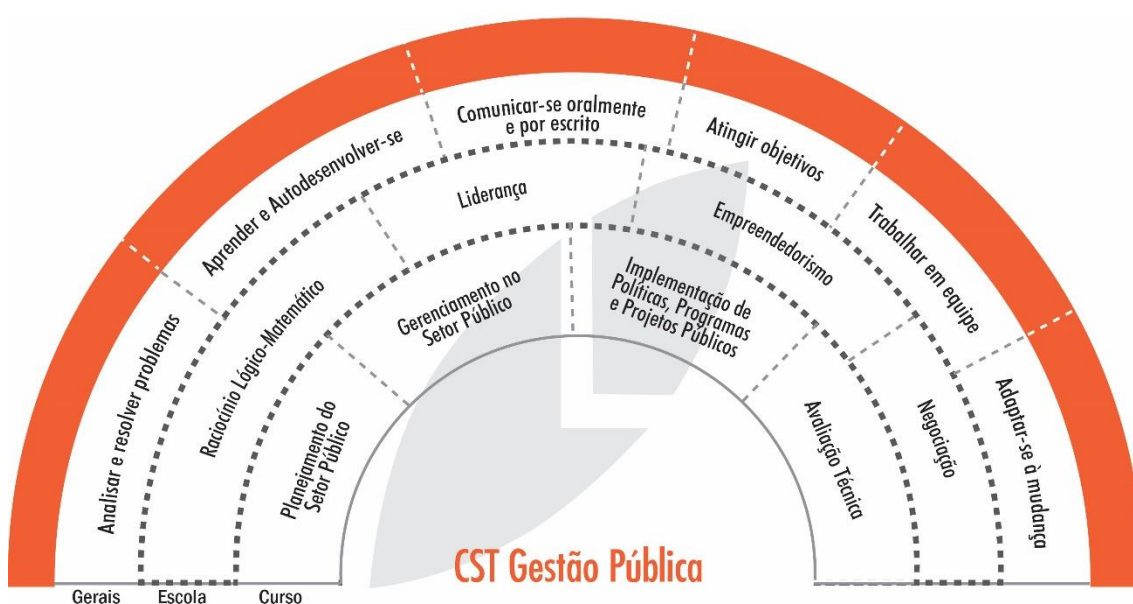 Analisar e resolver problemas
Aprender e Autodesenvolver-se
Comunicar-se oralmente
e por escrito
Atingir objetivos
Trabalhar em equipe
Adaptar-se à mudança
Raciocínio Lógico-Matemático
Liderança
Empreendedorismo
Negociação
Planejamento do
Setor Público
Gerenciamento no
Setor Público
Implementação de
Políticas, Programas
e Projetos Públicos
Avaliação Técnica
CST Gestão Pública
Gerais
Escola
Curso